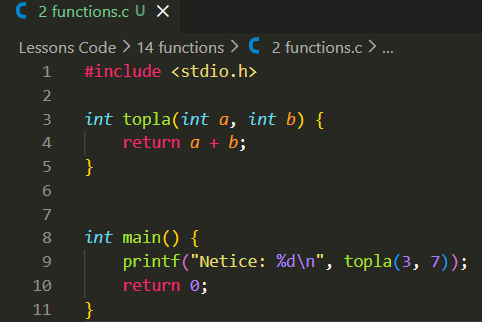 2 functions.c U
Lessons Code > 14 functions > 2 functions.c > ...
1 #include <stdio.h>
2
3 int topla(int a, int b) {
4     return a + b;
5 }
6
7
8 int main() {
9     printf("Netice: %d\n", topla(3, 7));
10     return 0;
11 }